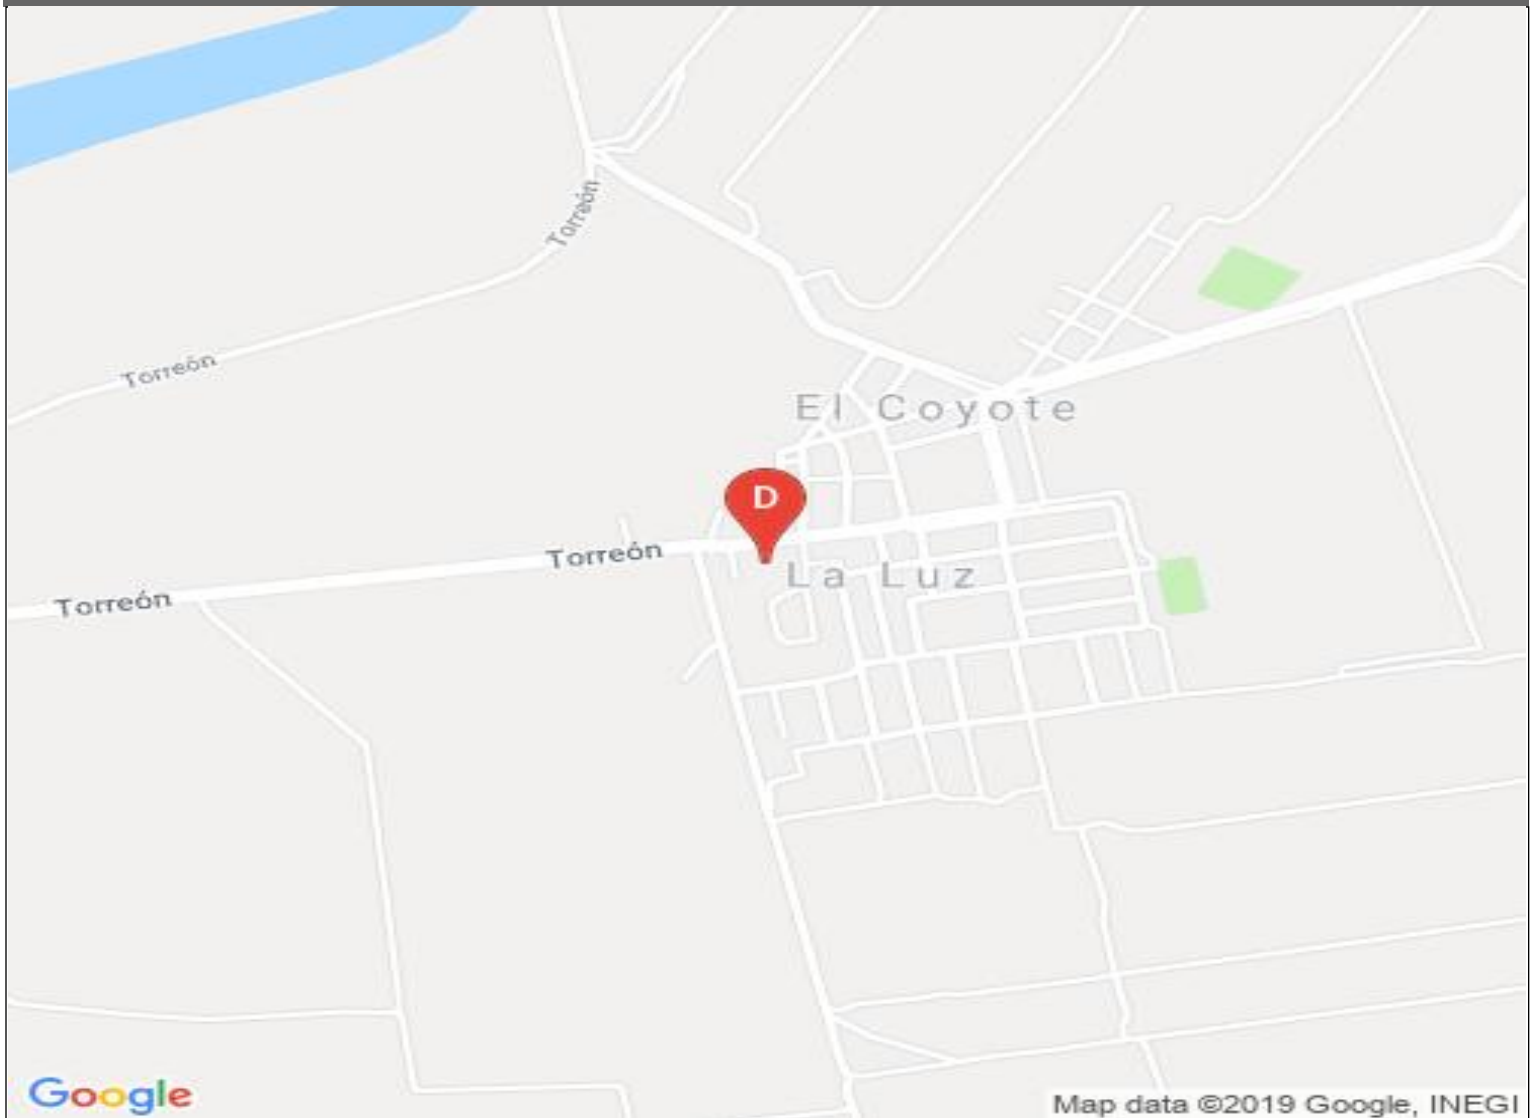 Torreón
Torreón
El Coyote
D
Torreón
La Luz
Torreón
Google
Map data ©2019 Google, INEGI